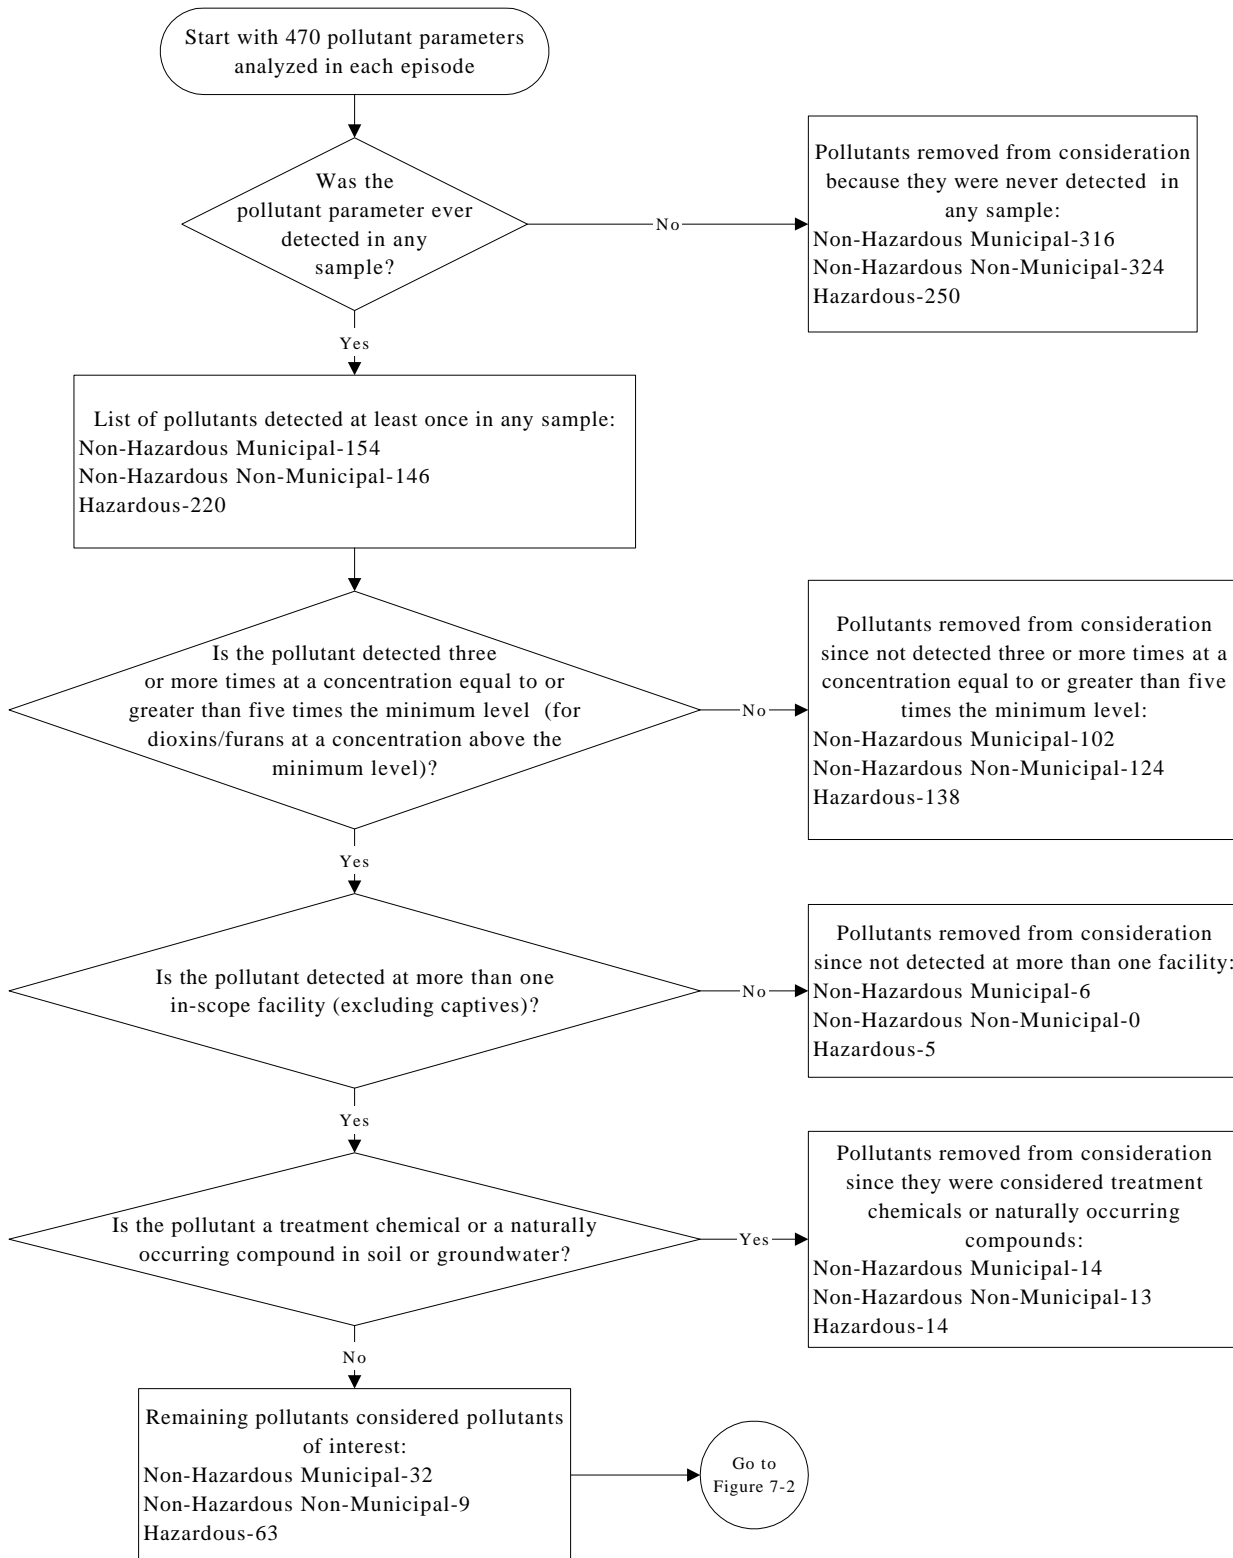 Start with 470 pollutant parameters
analyzed in each episode
Was the
pollutant parameter ever
detected in any
sample?
No
Pollutants removed from consideration
because they were never detected in
any sample:
Non-Hazardous Municipal-316
Non-Hazardous Non-Municipal-324
Hazardous-250
Yes
List of pollutants detected at least once in any sample:
Non-Hazardous Municipal-154
Non-Hazardous Non-Municipal-146
Hazardous-220
Is the pollutant detected three
or more times at a concentration equal to or
greater than five times the minimum level (for
dioxins/furans at a concentration above the
minimum level)?
No
Pollutants removed from consideration
since not detected three or more times at a
concentration equal to or greater than five
times the minimum level:
Non-Hazardous Municipal-102
Non-Hazardous Non-Municipal-124
Hazardous-138
Yes
Is the pollutant detected at more than one
in-scope facility (excluding captives)?
No
Pollutants removed from consideration
since not detected at more than one facility:
Non-Hazardous Municipal-6
Non-Hazardous Non-Municipal-0
Hazardous-5
Yes
Is the pollutant a treatment chemical or a naturally
occurring compound in soil or groundwater?
Yes
Pollutants removed from consideration
since they were considered treatment
chemicals or naturally occurring
compounds:
Non-Hazardous Municipal-14
Non-Hazardous Non-Municipal-13
Hazardous-14
No
Remaining pollutants considered pollutants
of interest:
Non-Hazardous Municipal-32
Non-Hazardous Non-Municipal-9
Hazardous-63
Go to
Figure 7-2